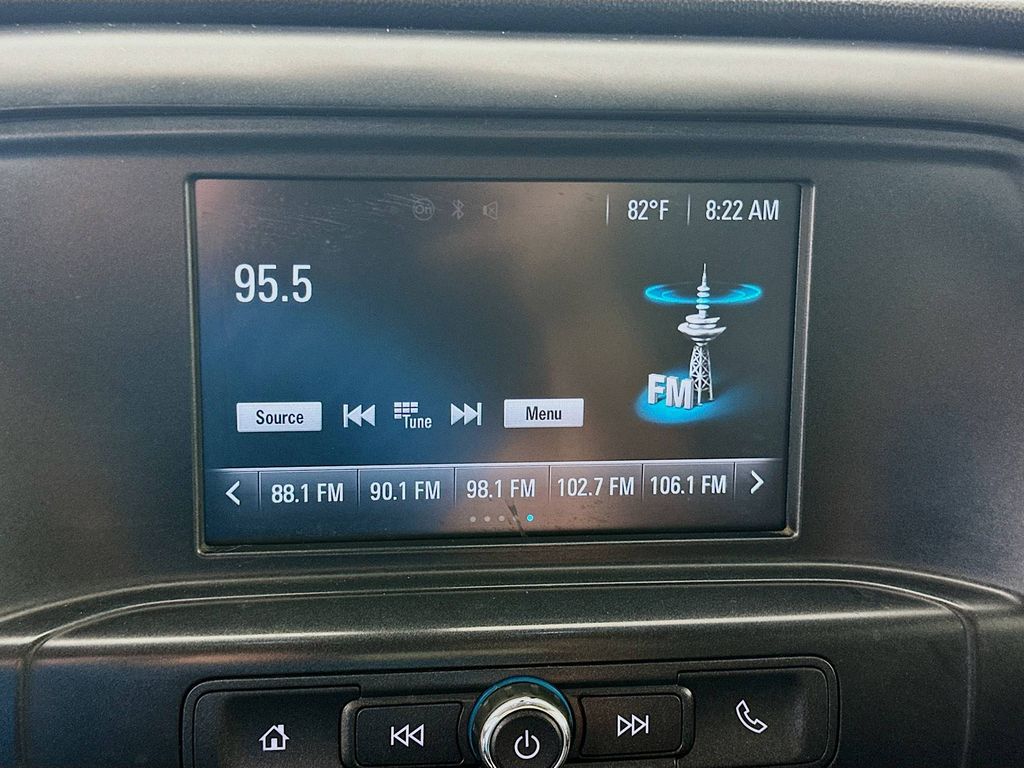 On 82°F 8:22 AM
95.5
FM
Source Tune Menu
88.1 FM 90.1 FM 98.1 FM 102.7 FM 106.1 FM